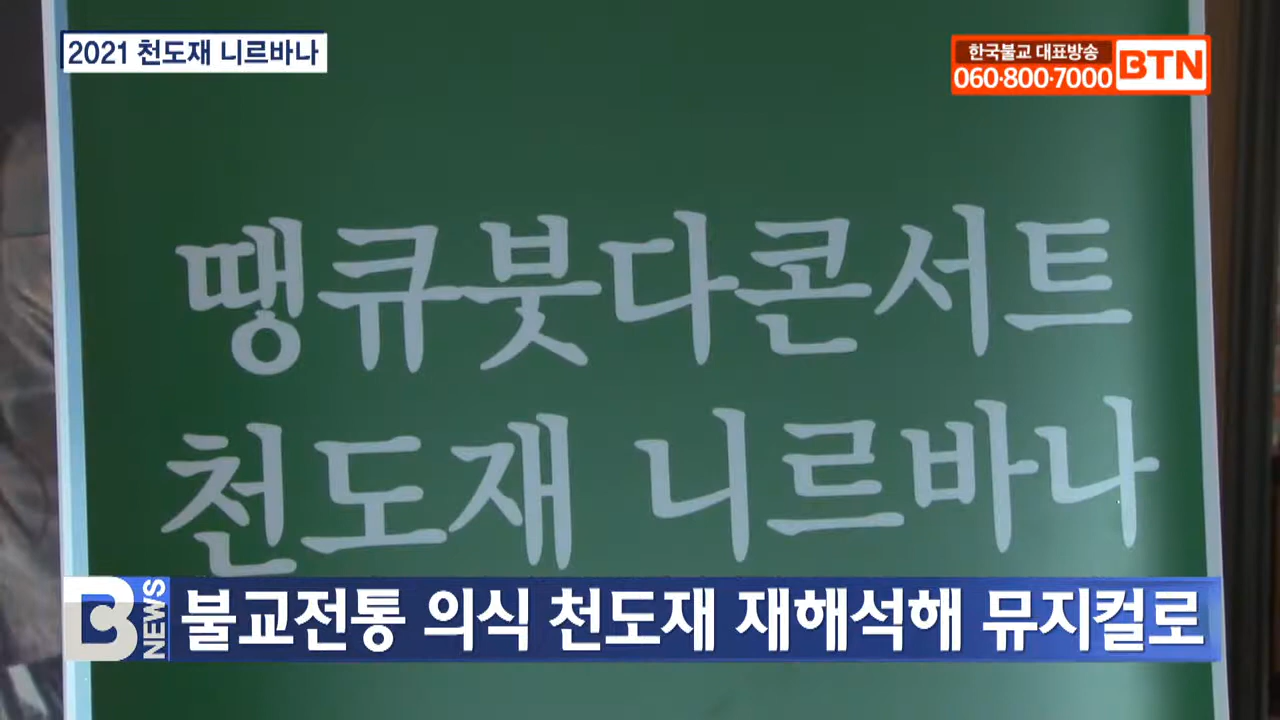 2021 천도재 니르바나
한국불교 대표방송
060·800·7000
BTN
땡큐붓다콘서트
천도재 니르바나
B NEWS
불교전통 의식 천도재 재해석해 뮤지컬로